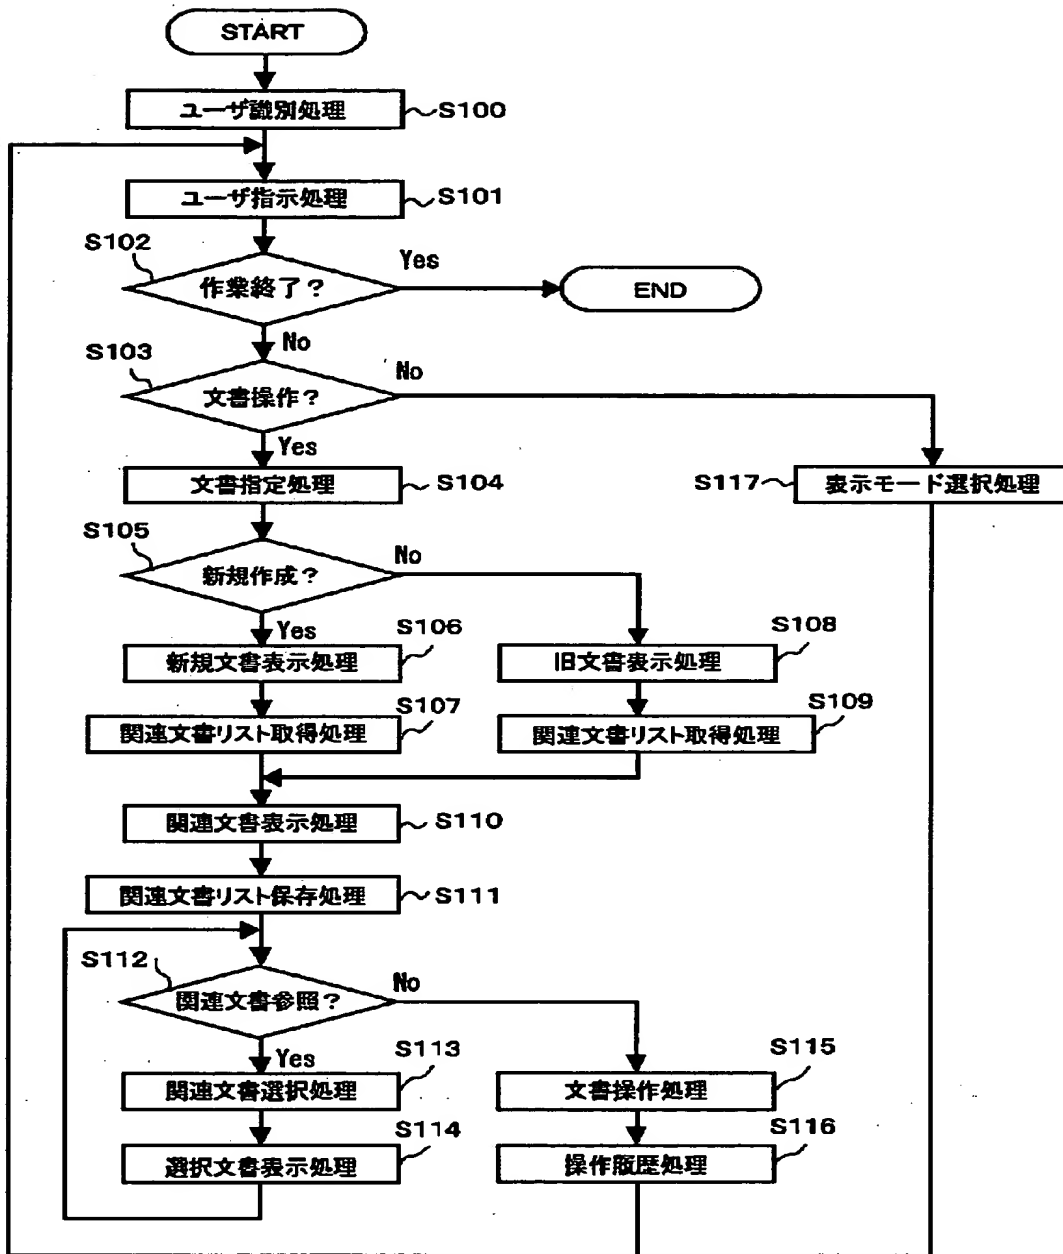 START
ユーザ識別処理
S100
ユーザ指示処理
S101
S102
作業終了?
Yes
END
No
S103
文書操作?
No
Yes
文書指定処理
S104
S117
表示モード選択処理
S105
新規作成?
No
Yes
S106
新規文書表示処理
S108
旧文書表示処理
S107
関連文書リスト取得処理
S109
関連文書リスト取得処理
関連文書表示処理
S110
関連文書リスト保存処理
S111
S112
関連文書参照?
No
Yes
S113
関連文書選択処理
S115
文書操作処理
S114
選択文書表示処理
S116
操作履歴処理